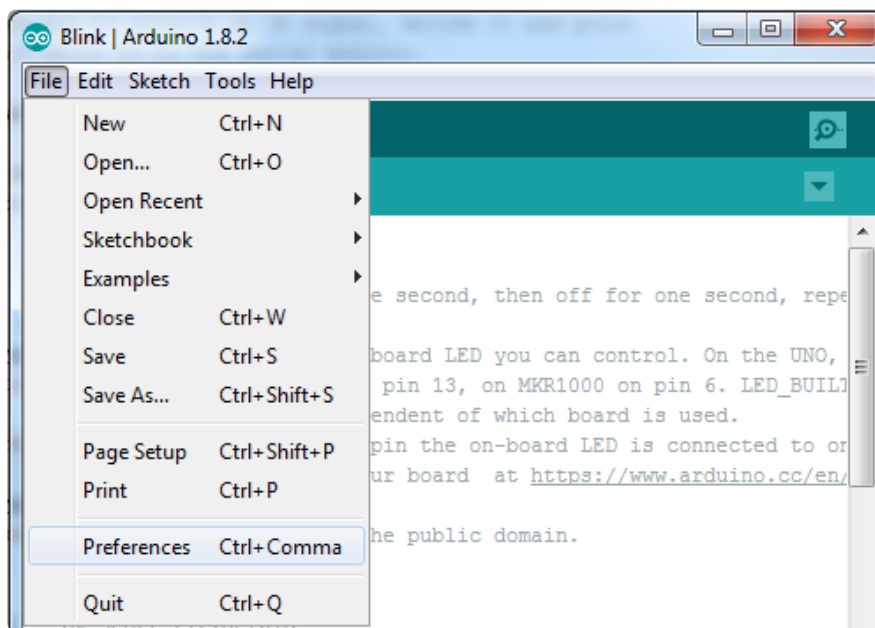 Blink | Arduino 1.8.2
File Edit Sketch Tools Help
New Ctrl+N
Open... Ctrl+O
Open Recent
Sketchbook
Examples
Close Ctrl+W
Save Ctrl+S
Save As... Ctrl+Shift+S
Page Setup Ctrl+Shift+P
Print Ctrl+P
Preferences Ctrl+Comma
Quit Ctrl+Q
e second, then off for one second, repe
board LED you can control. On the UNO,
pin 13, on MKR1000 on pin 6. LED_BUILT
endent of which board is used.
pin the on-board LED is connected to on
ur board at https://www.arduino.cc/en/
he public domain.